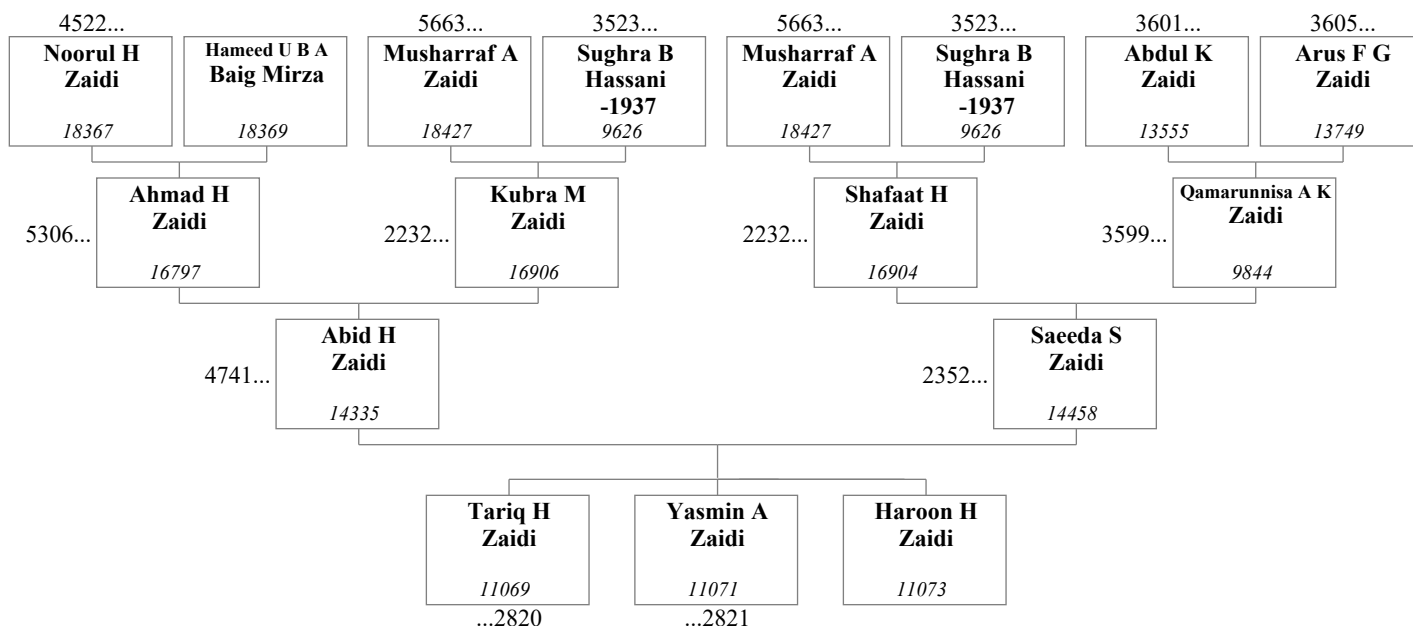 4522...
5663...
3523...
5663...
3523...
3601...
3605...
Noorul H
Zaidi
18367
Hameed U B A
Baig Mirza
18369
Musharraf A
Zaidi
18427
Sughra B
Hassani
-1937
9626
Musharraf A
Zaidi
18427
Sughra B
Hassani
-1937
9626
Abdul K
Zaidi
13555
Arus F G
Zaidi
13749
5306...
Ahmad H
Zaidi
16797
2232...
Kubra M
Zaidi
16906
2232...
Shafaat H
Zaidi
16904
3599...
Qamarunnisa A K
Zaidi
9844
4741...
Abid H
Zaidi
14335
2352...
Saeeda S
Zaidi
14458
Tariq H
Zaidi
11069
...2820
Yasmin A
Zaidi
11071
...2821
Haroon H
Zaidi
11073